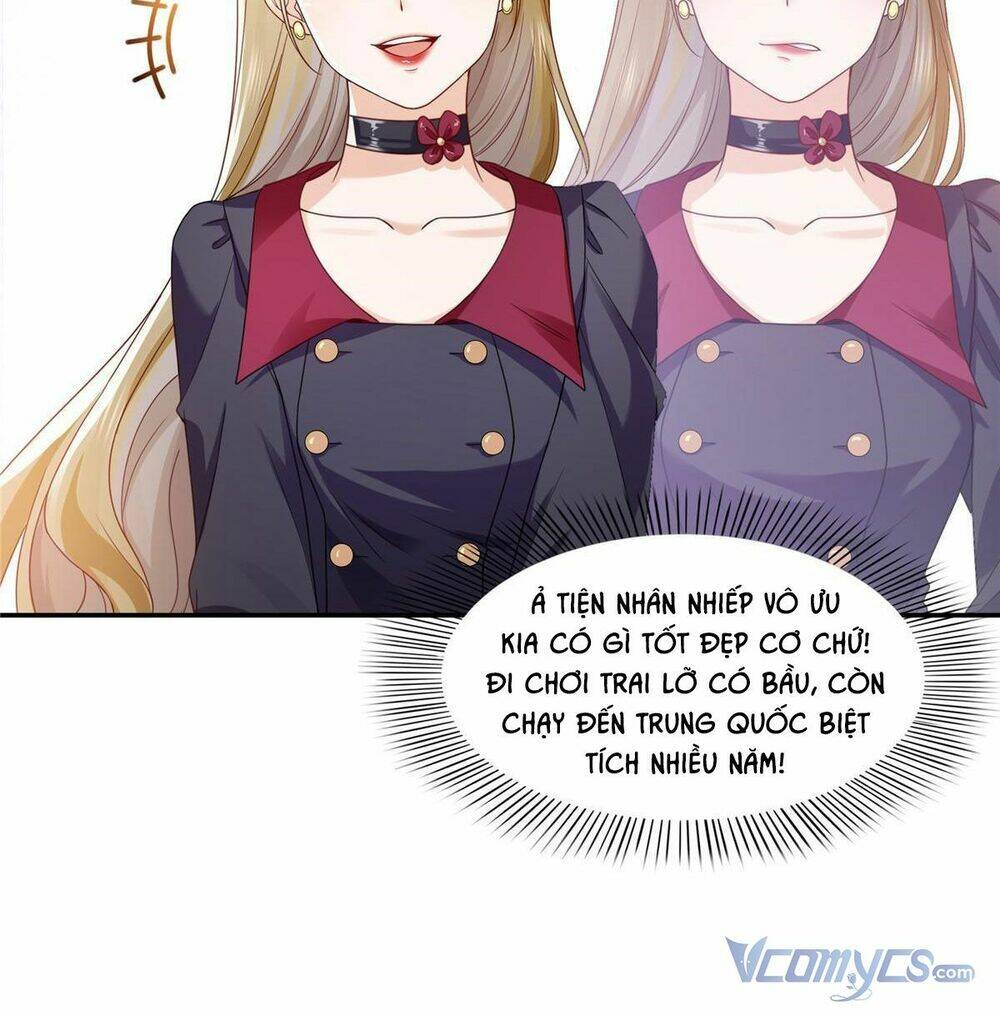 Ả TIỆN NHÂN NHIẾP VÔ ƯU
KIA CÓ GÌ TỐT ĐẸP CƠ CHỨ!
ĐI CHƠI TRAI LỠ CÓ BẦU, CÒN
CHẠY ĐẾN TRUNG QUỐC BIỆT
TÍCH NHIỀU NĂM!
VCOMYCS.com